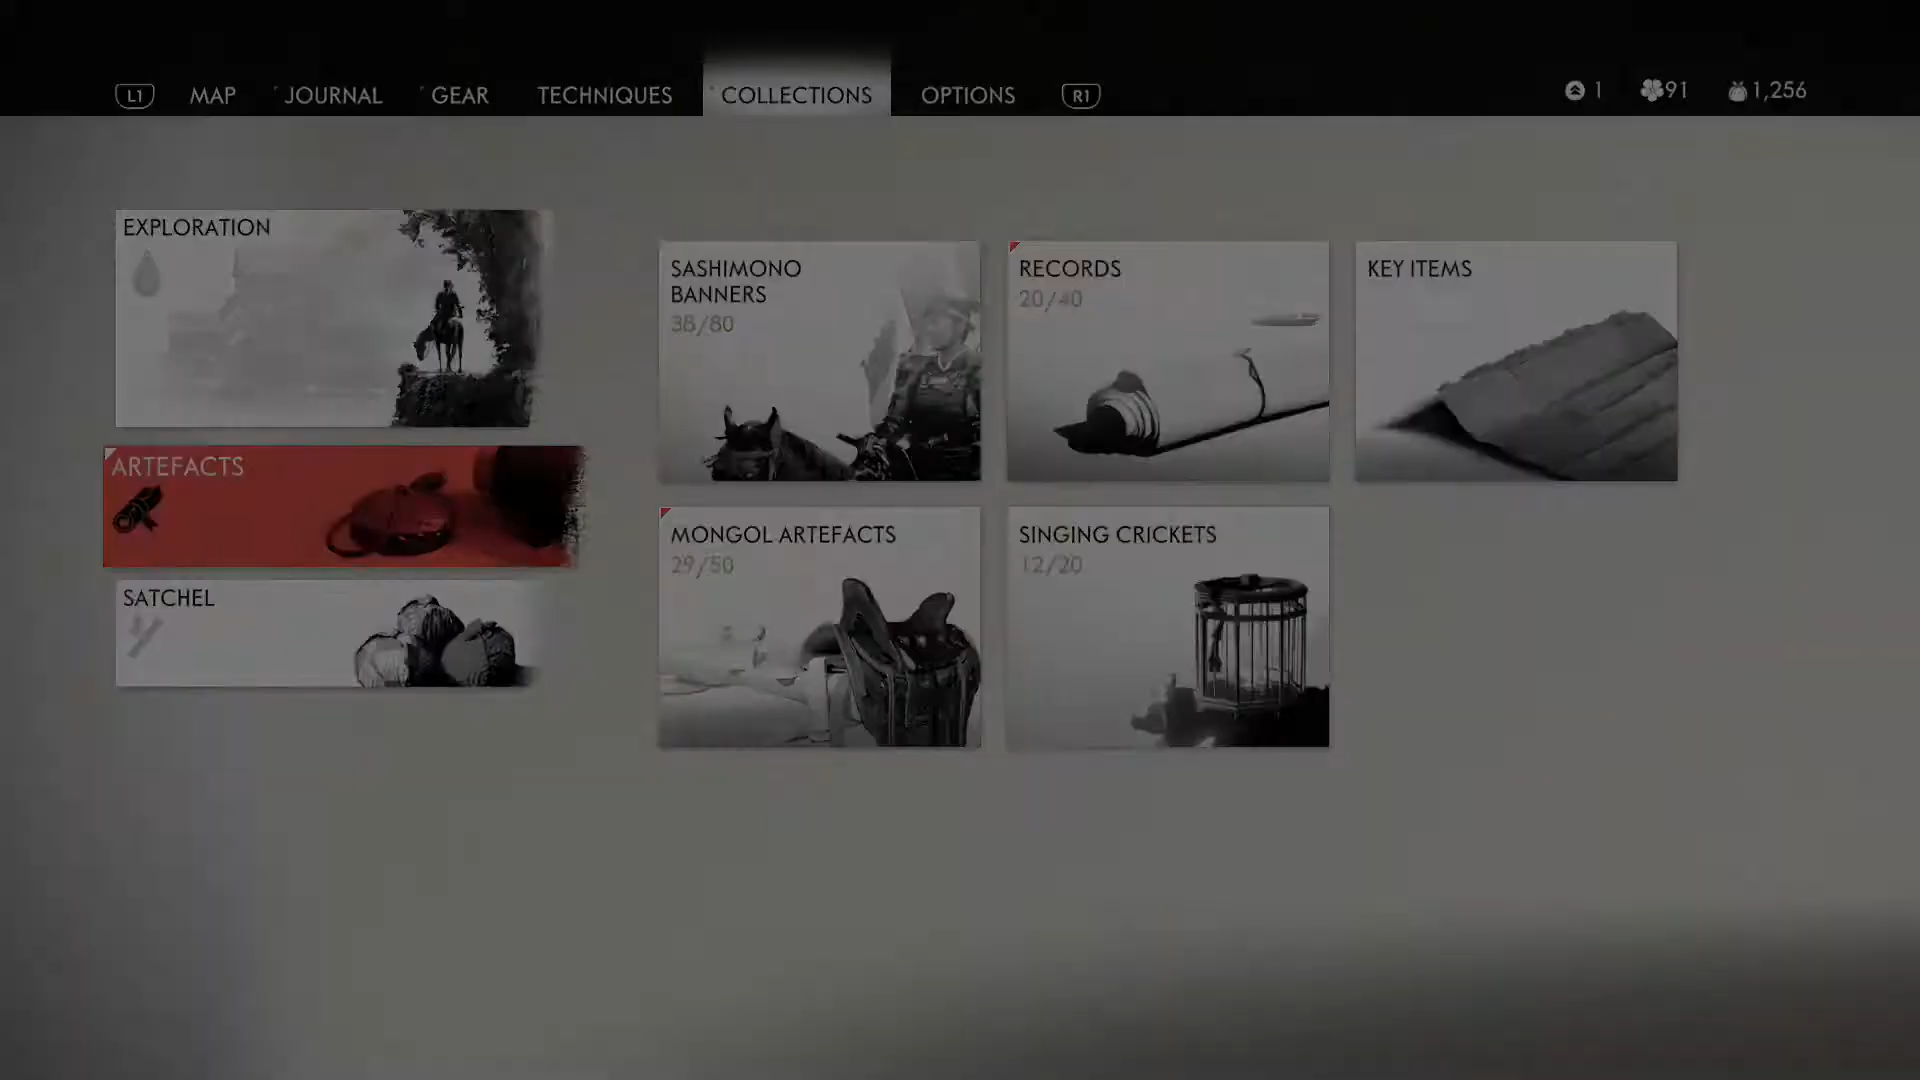 L1 MAP JOURNAL GEAR TECHNIQUES COLLECTIONS OPTIONS R1 1 91 1,256
EXPLORATION
ARTEFACTS
SATCHEL
SASHIMONO
BANNERS
38/80
RECORDS
20/40
KEY ITEMS
MONGOL ARTEFACTS
29/50
SINGING CRICKETS
12/20